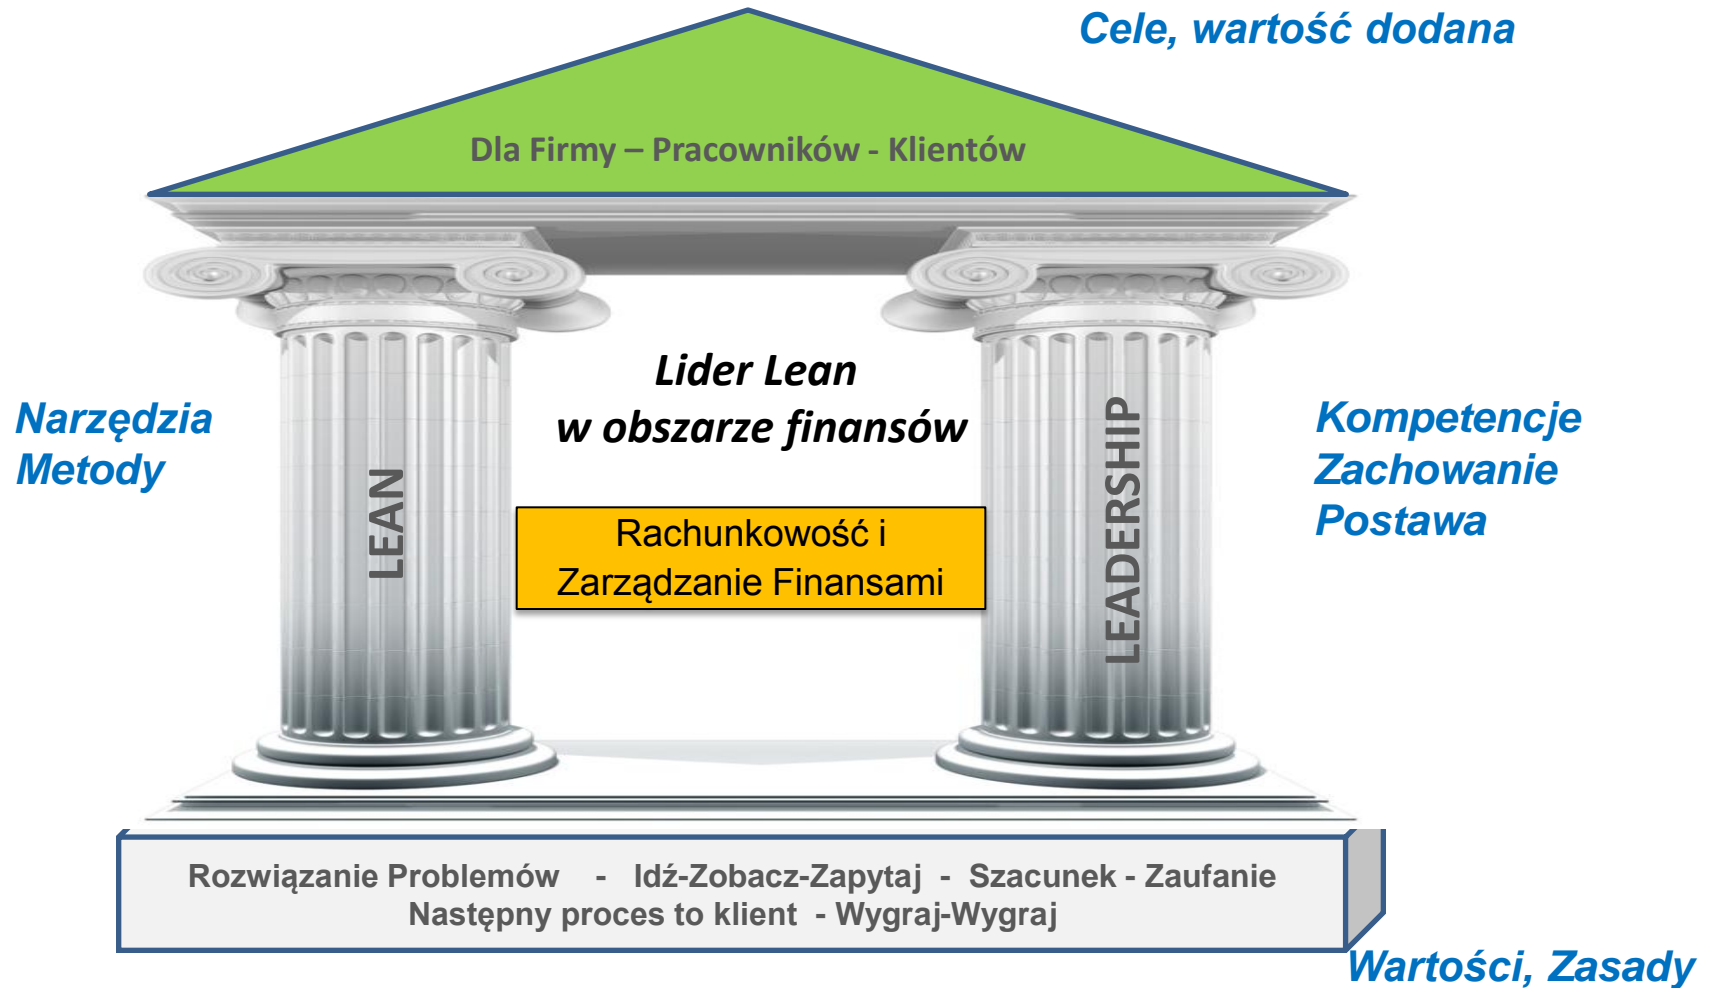 Cele, wartość dodana
Dla Firmy – Pracowników - Klientów
Lider Lean
w obszarze finansów
Narzędzia
Metody
LEAN
Rachunkowość i
Zarządzanie Finansami
LEADERSHIP
Kompetencje
Zachowanie
Postawa
Rozwiązanie Problemów - Idź-Zobacz-Zapytaj - Szacunek - Zaufanie
Następny proces to klient - Wygraj-Wygraj
Wartości, Zasady